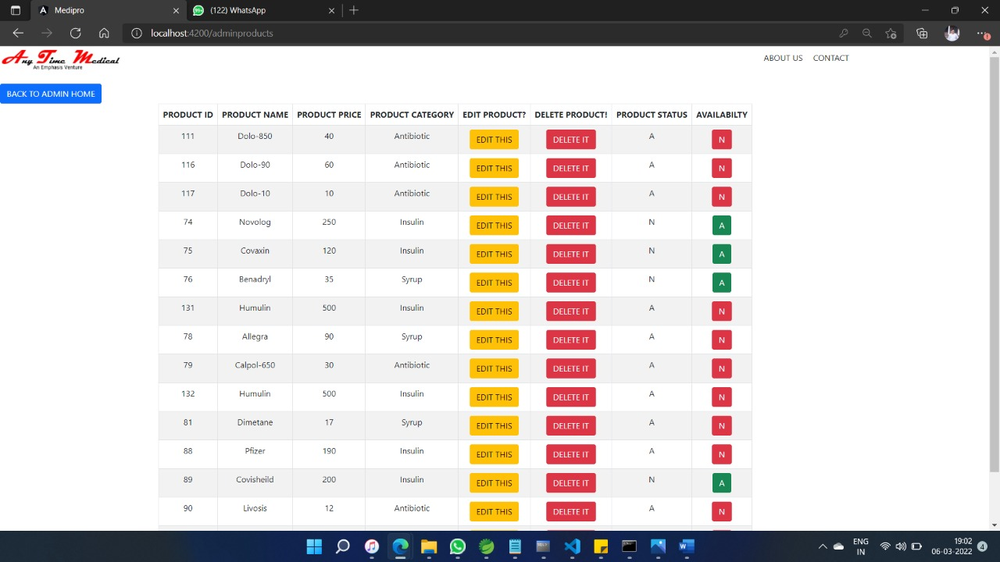 Medipro
99+ (122) WhatsApp
localhost:4200/adminproducts
Any Time Medical
An Emphasis Venture
ABOUT US CONTACT
BACK TO ADMIN HOME
PRODUCT ID PRODUCT NAME PRODUCT PRICE PRODUCT CATEGORY EDIT PRODUCT? DELETE PRODUCT! PRODUCT STATUS AVAILABILTY
111 Dolo-850 40 Antibiotic EDIT THIS DELETE IT A N
116 Dolo-90 60 Antibiotic EDIT THIS DELETE IT A N
117 Dolo-10 10 Antibiotic EDIT THIS DELETE IT A N
74 Novolog 250 Insulin EDIT THIS DELETE IT N A
75 Covaxin 120 Insulin EDIT THIS DELETE IT N A
76 Benadryl 35 Syrup EDIT THIS DELETE IT N A
131 Humulin 500 Insulin EDIT THIS DELETE IT A N
78 Allegra 90 Syrup EDIT THIS DELETE IT A N
79 Calpol-650 30 Antibiotic EDIT THIS DELETE IT A N
132 Humulin 500 Insulin EDIT THIS DELETE IT A N
81 Dimetane 17 Syrup EDIT THIS DELETE IT A N
88 Pfizer 190 Insulin EDIT THIS DELETE IT A N
89 Covisheild 200 Insulin EDIT THIS DELETE IT N A
90 Livosis 12 Antibiotic EDIT THIS DELETE IT A N
ENG
IN
19:02
06-03-2022
4